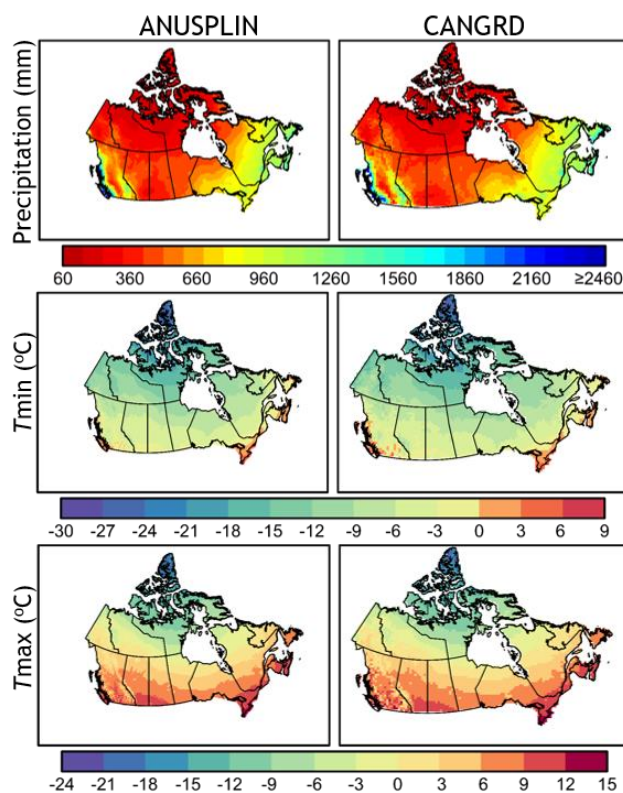 ANUSPLIN CANGRD
Precipitation (mm)
60 360 660 960 1260 1560 1860 2160 ≥2460
Tmin (°C)
-30 -27 -24 -21 -18 -15 -12 -9 -6 -3 0 3 6 9
Tmax (°C)
-24 -21 -18 -15 -12 -9 -6 -3 0 3 6 9 12 15